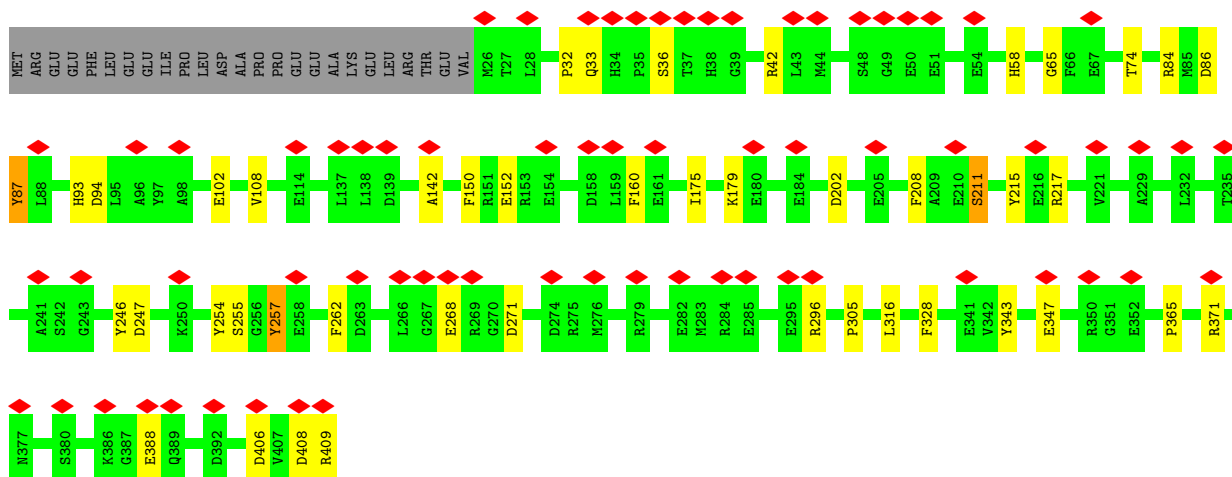 MET ARG GLU GLU PHE LEU GLU GLU ILE PRO LEU ASP ALA PRO PRO GLU GLU ALA LYS GLU LEU ARG THR GLU VAL M26 T27 L28 P32 Q33 H34 P35 S36 T37 H38 G39 R42 L43 M44 S48 G49 E50 E51 E54 H58 G65 F66 E67 T74 R84 M85 D86
Y87 L88 H93 D94 L95 A96 Y97 A98 E102 V108 E114 L137 L138 D139 A142 F150 R151 E152 R153 E154 D158 L159 F160 E161 I175 K179 E180 E184 D202 E205 F208 A209 E210 S211 Y215 E216 R217 V221 A229 L232 T235
A241 S242 G243 Y246 D247 K250 Y254 S255 G256 Y257 E258 F262 D263 L266 G267 E268 R269 G270 D271 D274 R275 M276 R279 E282 M283 R284 E285 E295 R296 P305 L316 F328 E341 V342 Y343 E347 R350 G351 E352 P365 R371
N377 S380 K386 G387 E388 Q389 D392 D406 V407 D408 R409